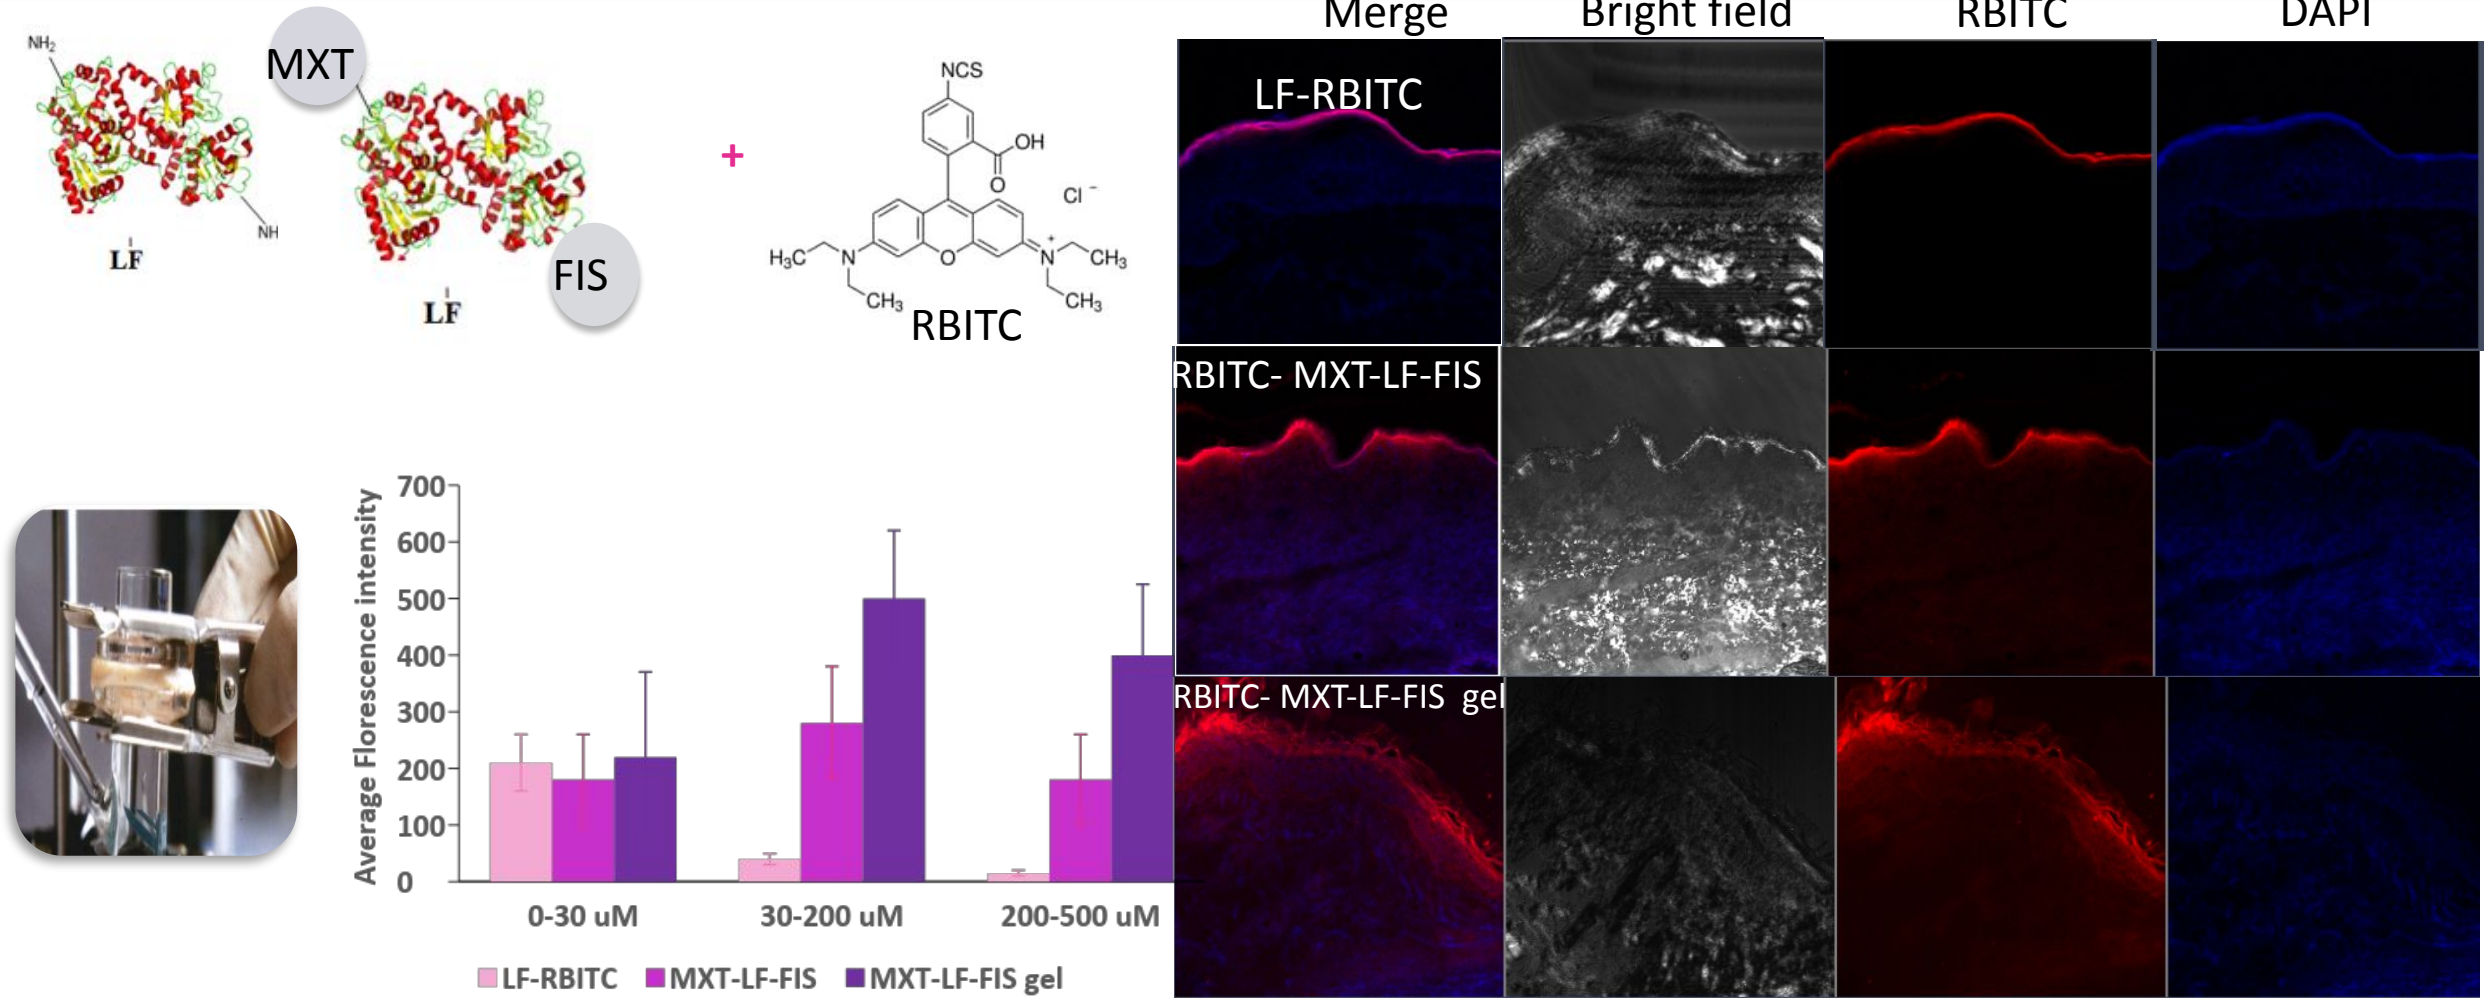 Merge
Bright field
RBITC
DAPI
NH2
MXT
NH
LF
FIS
LF
+
NCS
OH
O
Cl −
H3C
N
O
N+
CH3
CH3
CH3
RBITC
LF-RBITC
RBITC- MXT-LF-FIS
RBITC- MXT-LF-FIS gel
Average Florescence intensity
700
600
500
400
300
200
100
0
0-30 uM
30-200 uM
200-500 uM
LF-RBITC
MXT-LF-FIS
MXT-LF-FIS gel